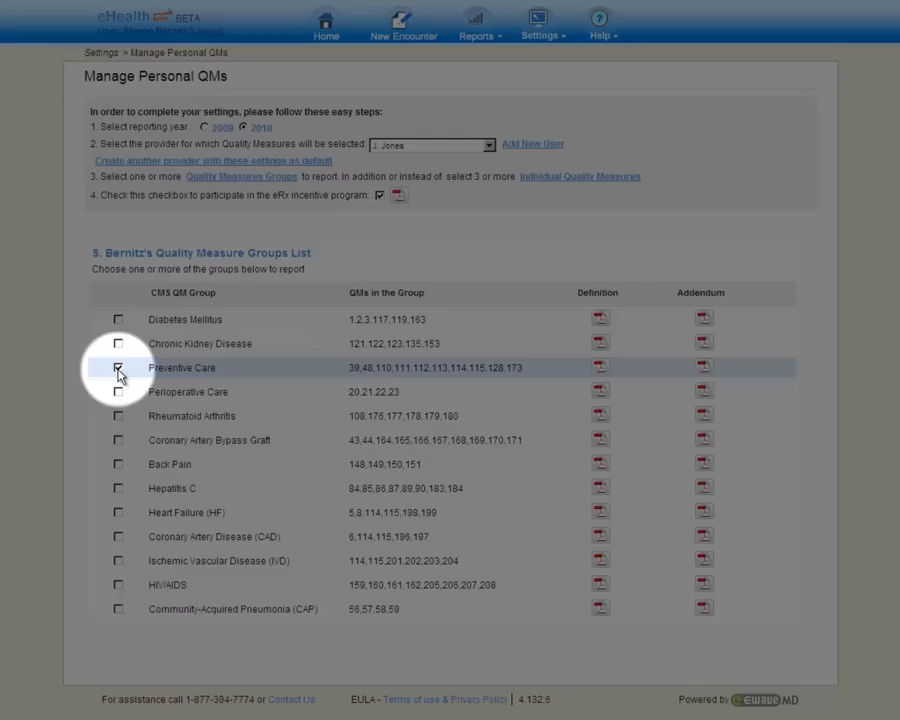 eHealth BETA
Home New Encounter Reports Settings Help
Settings > Manage Personal QMs
Manage Personal QMs
In order to complete your settings, please follow these easy steps:
1. Select reporting year : 2009 2010
2. Select the provider for which Quality Measures will be selected: J. Jones Add New User
Create another provider with these settings as default
3. Select one or more Quality Measures Groups to report. In addition or instead of, select 3 or more Individual Quality Measures
4. Check this checkbox to participate in the eRx incentive program:
S. Bernitz's Quality Measure Groups List
Choose one or more of the groups below to report
CMS QM Group QMs in the Group Definition Addendum
Diabetes Mellitus 1,2,3,117,119,163
Chronic Kidney Disease 121,122,123,135,153
Preventive Care 39,48,110,111,112,113,114,115,128,173
Perioperative Care 20,21,22,23
Rheumatoid Arthritis 108,176,177,178,179,180
Coronary Artery Bypass Graft 43,44,164,165,166,167,168,169,170,171
Back Pain 148,149,150,151
Hepatitis C 84,85,86,87,89,90,183,184
Heart Failure (HF) 5,8,114,115,198,199
Coronary Artery Disease (CAD) 6,114,115,196,197
Ischemic Vascular Disease (IVD) 114,115,201,202,203,204
HIV/AIDS 159,160,161,162,205,206,207,208
Community-Acquired Pneumonia (CAP) 56,57,58,59
For assistance call 1-877-394-7774 or Contact Us EULA - Terms of use & Privacy Policy | 4.132.6 Powered by ewaveMD